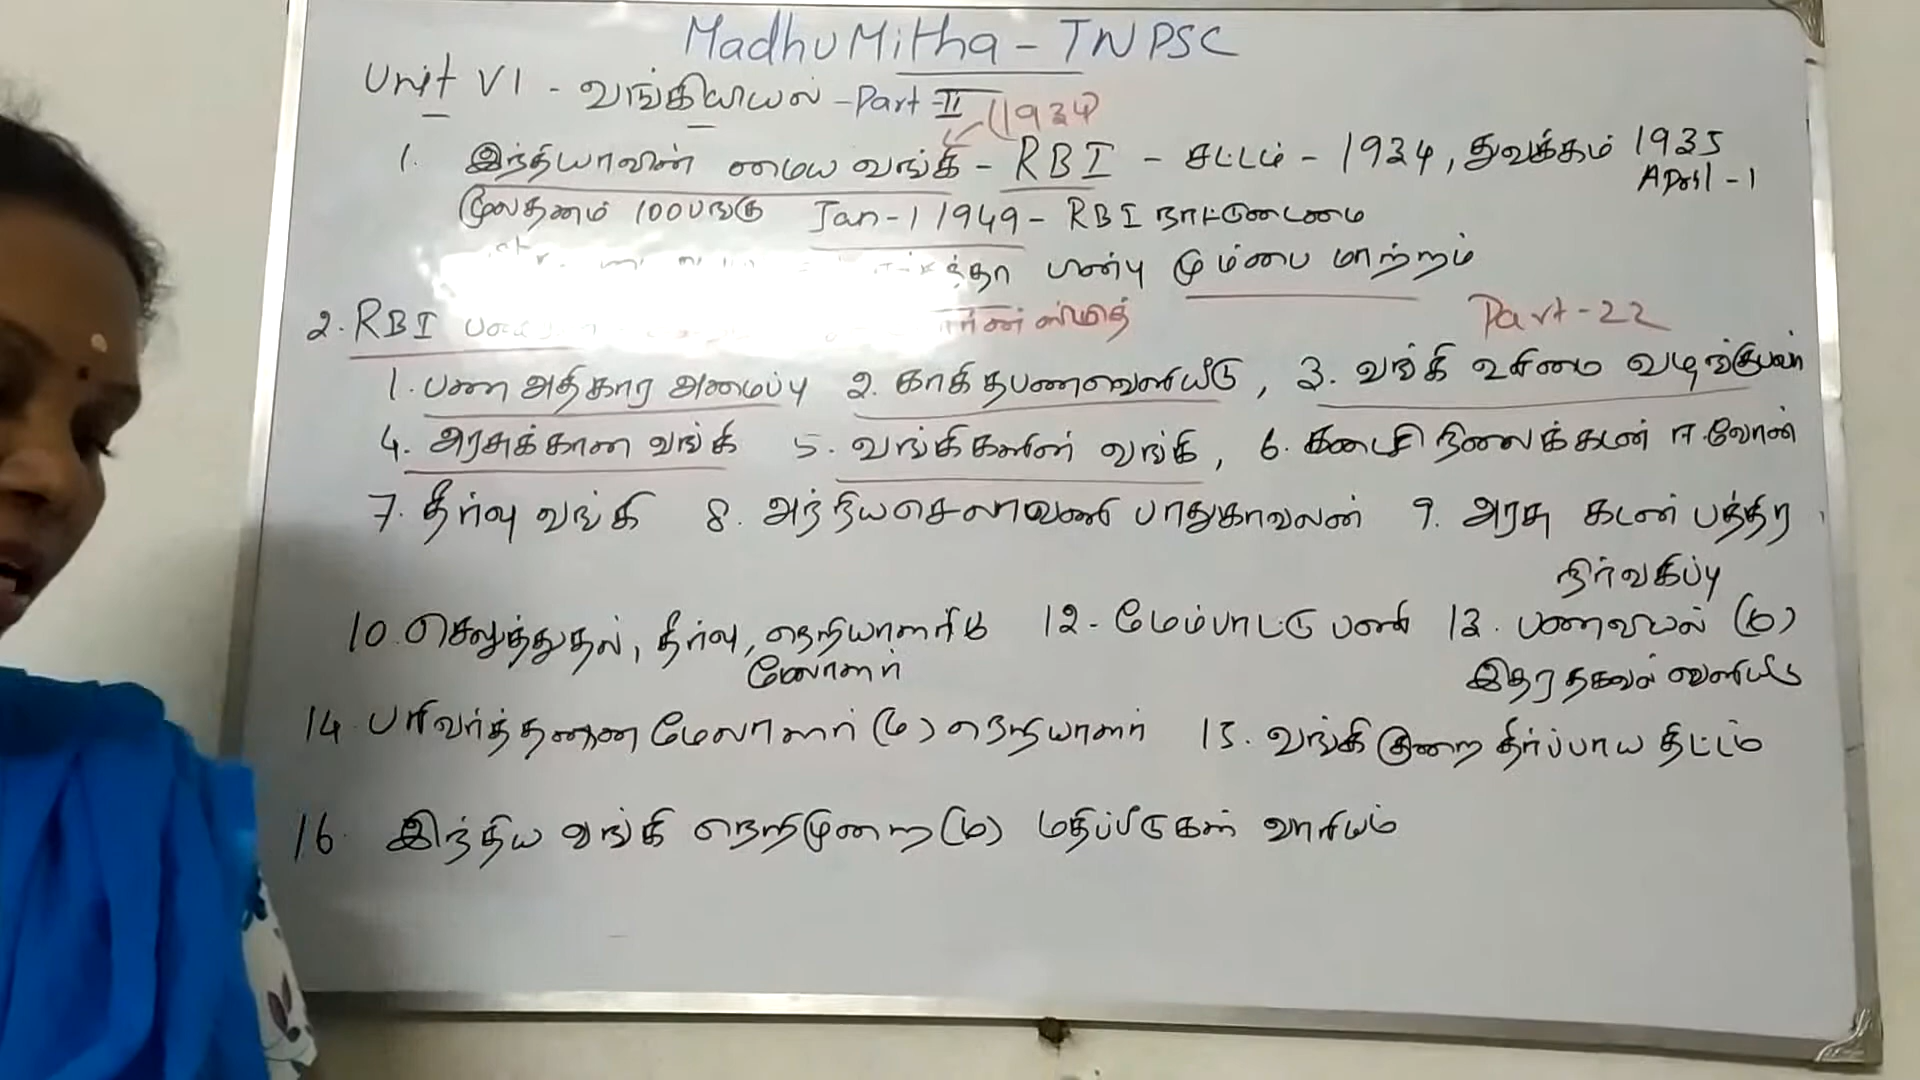 MadhuMitha - TNPSC
Unit VI - வங்கியியல் - Part II
(1934)
1. இந்தியாவின் மைய வங்கி - RBI - சட்டம் - 1934, துவக்கம் 1935
April - 1
மூலதனம் 100பங்கு Jan - 1 1949 - RBI நாட்டுடைமை
பின்பு மும்பை மாற்றம்
2. RBI
Part - 22
1. பண அதிகார அமைப்பு 2. காகிதபணவெளியீடு, 3. வங்கி உரிமை வழங்குபவர்
4. அரசுக்கான வங்கி 5. வங்கிகளின் வங்கி, 6. கடைசி நிலைக்கடன் ஈவோன்
7. தீர்வு வங்கி 8. அந்நியசெலாவணி பாதுகாவலன் 9. அரசு கடன் பத்திர
நிர்வகிப்பு
10. செலுத்துதல், தீர்வு, நெறியாளர் & 12 - மேம்பாட்டு பணி 13. பணவியல் (ம)
மேலாளர் இதர தகவல் வெளியீடு
14. பரிவர்த்தனை மேலாளர் (ம) நெறியாளர் 15. வங்கி குறை தீர்ப்பாய திட்டம்
16. இந்திய வங்கி நெறிமுறை (ம) மதிப்பீடுகள் வாரியம்